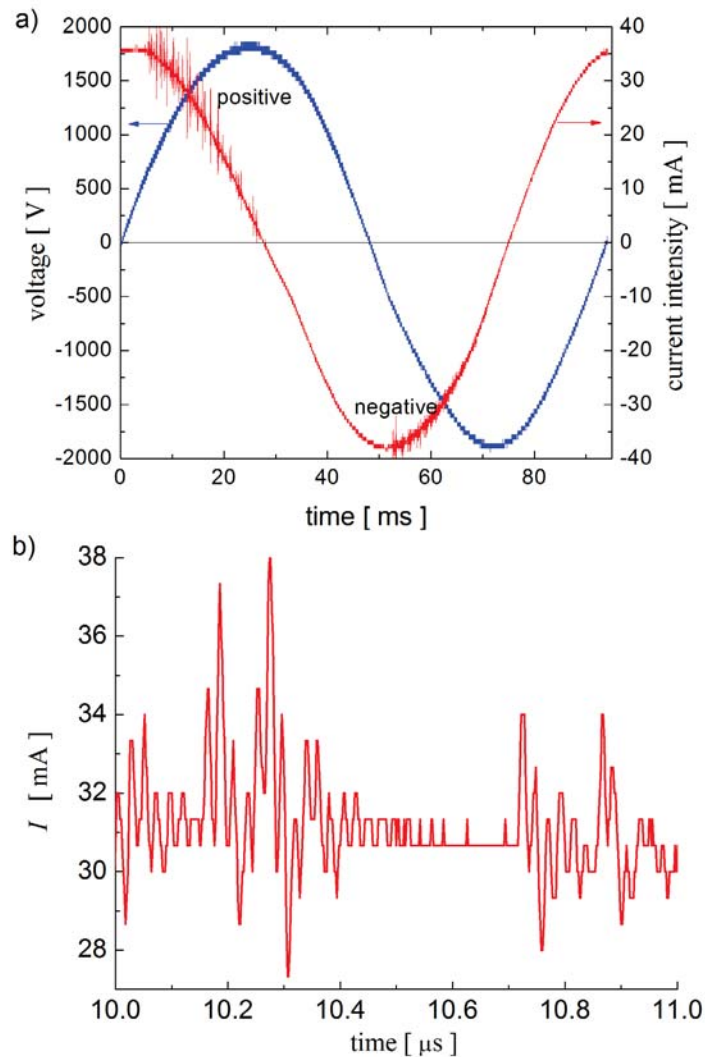 a)
2000
1500
1000
500
0
-500
-1000
-1500
-2000
voltage [ V]
40
30
20
10
0
-10
-20
-30
-40
current intensity [ mA]
positive
negative
0 20 40 60 80
time [ ms ]
b)
38
36
34
32
30
28
I [ mA]
10.0 10.2 10.4 10.6 10.8 11.0
time [ μs ]